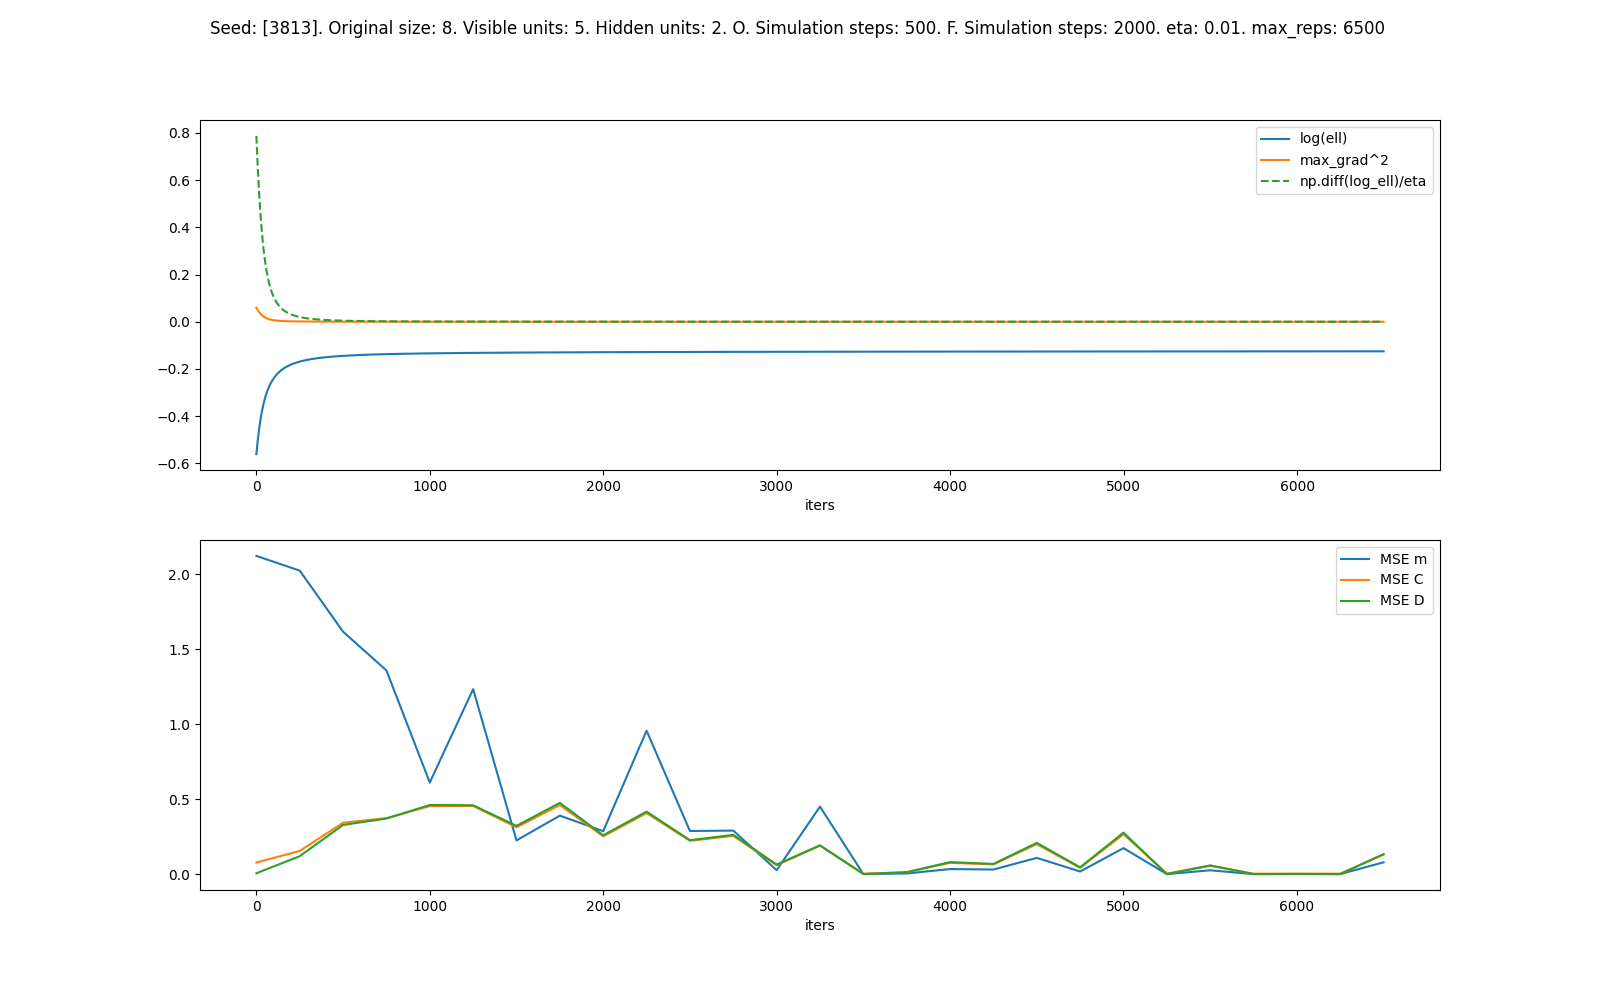 Seed: [3813]. Original size: 8. Visible units: 5. Hidden units: 2. O. Simulation steps: 500. F. Simulation steps: 2000. eta: 0.01. max_reps: 6500
log(ell)
max_grad^2
np.diff(log_ell)/eta
0.8
0.6
0.4
0.2
0.0
−0.2
−0.4
−0.6
0 1000 2000 3000 4000 5000 6000
iters
MSE m
MSE C
MSE D
2.0
1.5
1.0
0.5
0.0
0 1000 2000 3000 4000 5000 6000
iters